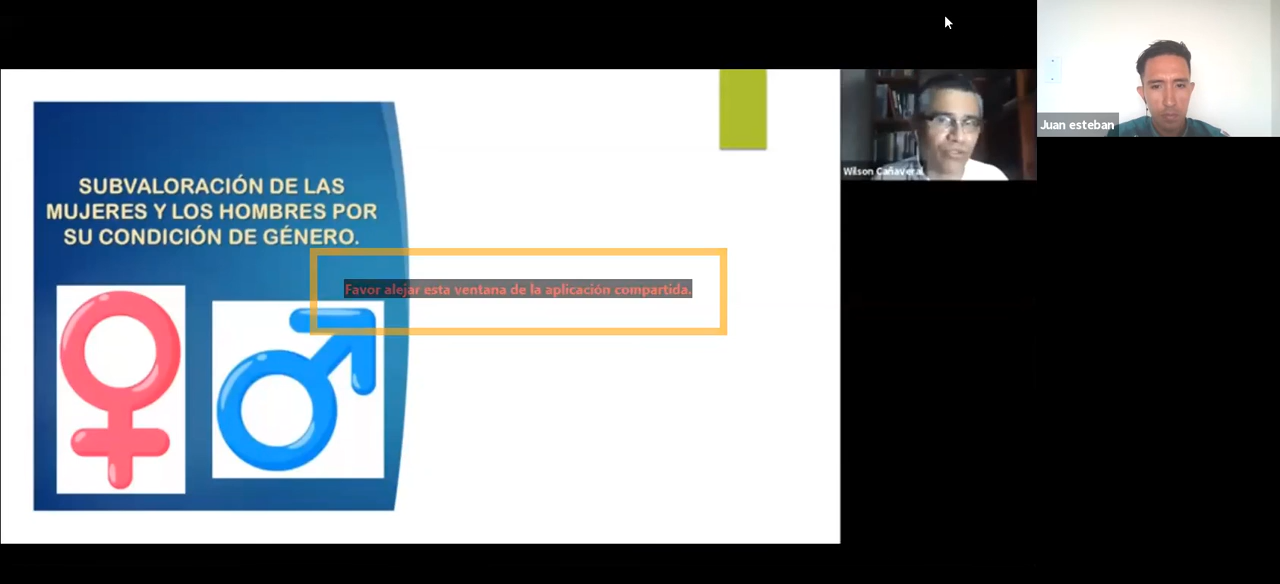 SUBVALORACIÓN DE LAS
MUJERES Y LOS HOMBRES POR
SU CONDICIÓN DE GÉNERO.
Favor alejar esta ventana de la aplicación compartida.
Wilson Cañaveral
Juan esteban